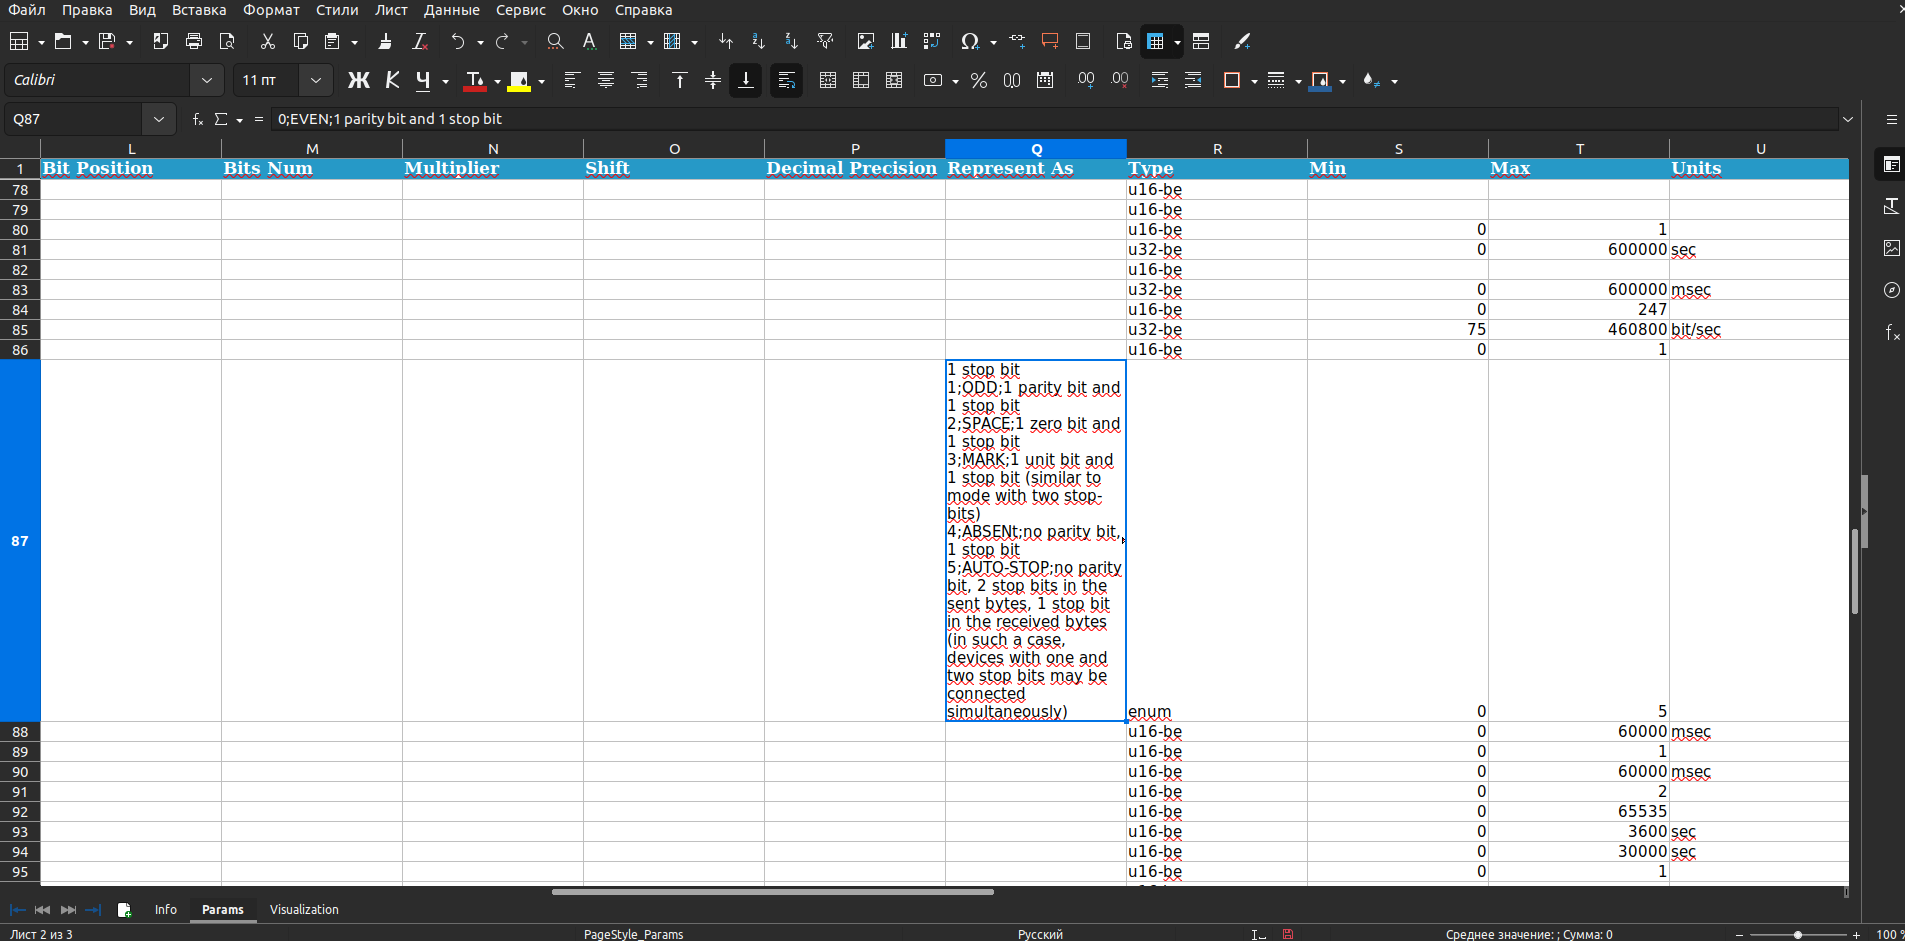 Файл Правка Вид Вставка Формат Стили Лист Данные Сервис Окно Справка
Calibri 11 пт Ж К Ч
Q87 = 0;EVEN;1 parity bit and 1 stop bit
L M N O P Q R S T U
1 Bit Position Bits Num Multiplier Shift Decimal Precision Represent As Type Min Max Units
78 u16-be
79 u16-be
80 u16-be 0 1
81 u32-be 0 600000 sec
82 u16-be
83 u32-be 0 600000 msec
84 u16-be 0 247
85 u32-be 75 460800 bit/sec
86 u16-be 0 1
1 stop bit
1;ODD;1 parity bit and
1 stop bit
2;SPACE;1 zero bit and
1 stop bit
3;MARK;1 unit bit and
1 stop bit (similar to
mode with two stop-
bits)
4;ABSENt;no parity bit,
87
1 stop bit
5;AUTO-STOP;no parity
bit, 2 stop bits in the
sent bytes, 1 stop bit
in the received bytes
(in such a case,
devices with one and
two stop bits may be
connected
simultaneously) enum 0 5
88 u16-be 0 60000 msec
89 u16-be 0 1
90 u16-be 0 60000 msec
91 u16-be 0 2
92 u16-be 0 65535
93 u16-be 0 3600 sec
94 u16-be 0 30000 sec
95 u16-be 0 1
Info Params Visualization
Лист 2 из 3 PageStyle_Params Русский Среднее значение: ; Сумма: 0 100 %